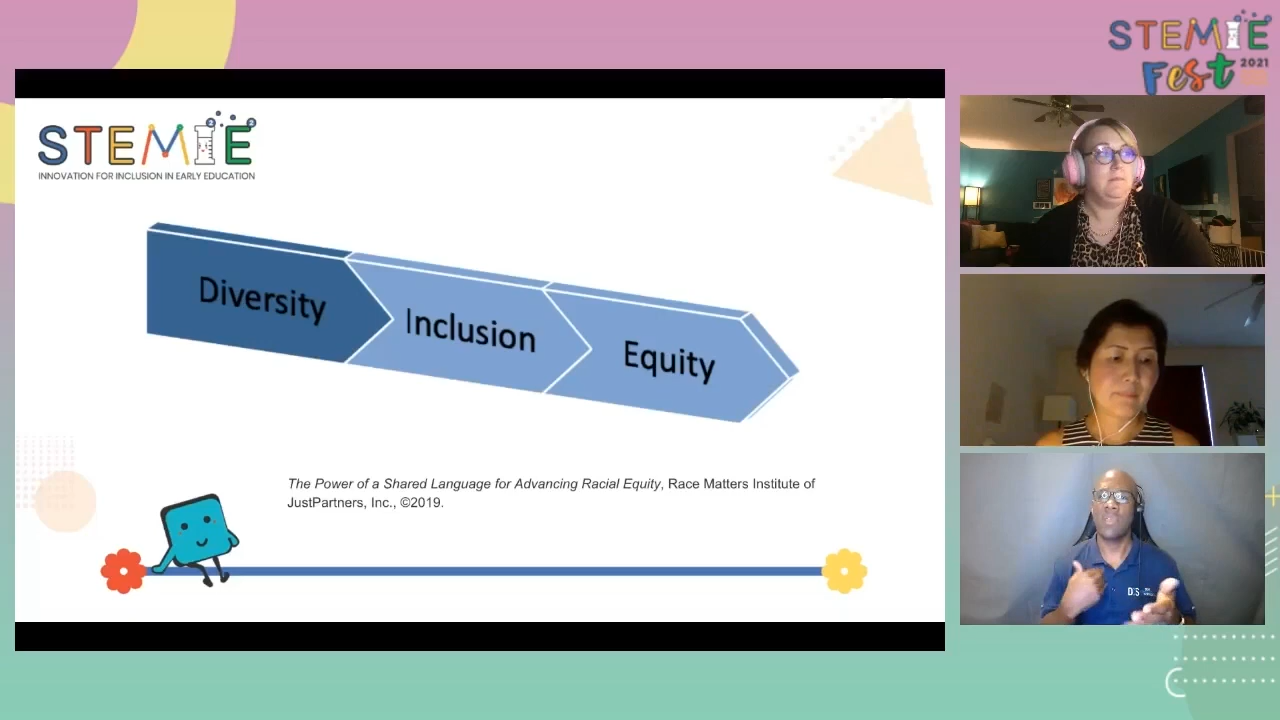 STEMIE
Fest 2021
STEMIE
INNOVATION FOR INCLUSION IN EARLY EDUCATION
Diversity
Inclusion
Equity
The Power of a Shared Language for Advancing Racial Equity, Race Matters Institute of
JustPartners, Inc., ©2019.